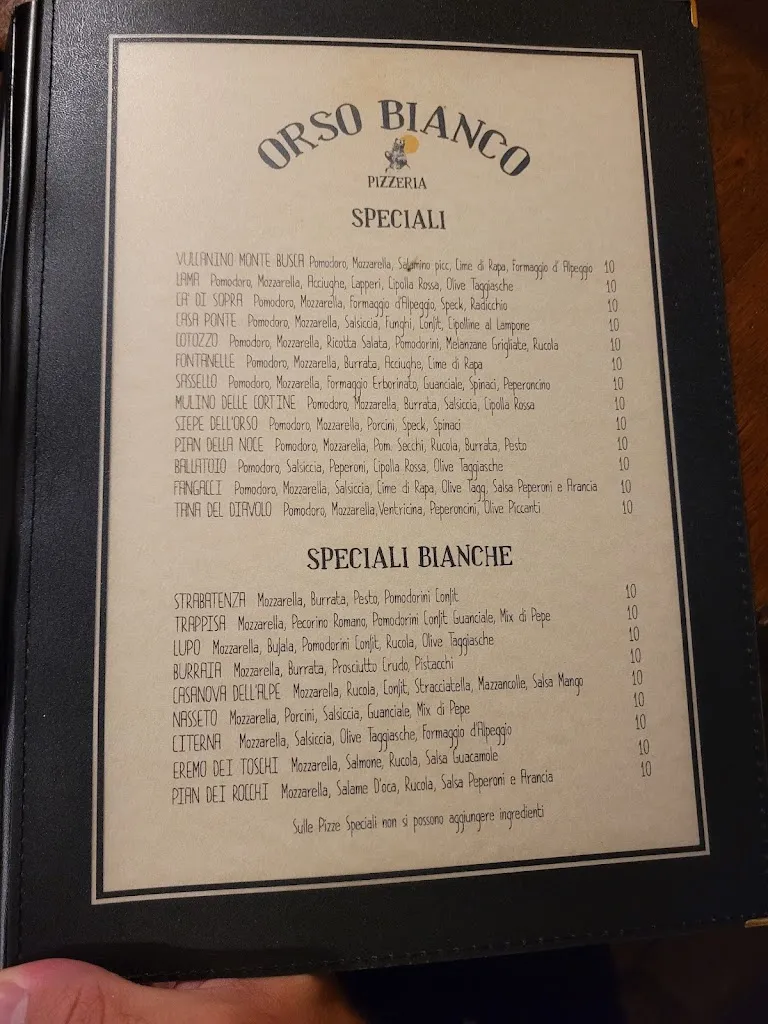 ORSO BIANCO
PIZZERIA
SPECIALI
VULCANINO MONTE BUSCA Pomodoro, Mozzarella, Salamino picc, Cime di Rapa, Formaggio d' Alpeggio 10
LAMA Pomodoro, Mozzarella, Acciughe, Capperi, Cipolla Rossa, Olive Taggiasche 10
CA' DI SOPRA Pomodoro, Mozzarella, Formaggio d'Alpeggio, Speck, Radicchio 10
CASA PONTE Pomodoro, Mozzarella, Salsiccia, Funghi, Confit, Cipolline al Lampone 10
COTOZZO Pomodoro, Mozzarella, Ricotta Salata, Pomodorini, Melanzane Grigliate, Rucola 10
FONTANELLE Pomodoro, Mozzarella, Burrata, Acciughe, Cime di Rapa 10
SASSELLO Pomodoro, Mozzarella, Formaggio Erborinato, Guanciale, Spinaci, Peperoncino 10
MULINO DELLE CORTINE Pomodoro, Mozzarella, Burrata, Salsiccia, Cipolla Rossa 10
SIEPE DELL'ORSO Pomodoro, Mozzarella, Porcini, Speck, Spinaci 10
PIAN DELLA NOCE Pomodoro, Mozzarella, Pom. Secchi, Rucola, Burrata, Pesto 10
BALLATOIO Pomodoro, Salsiccia, Peperoni, Cipolla Rossa, Olive Taggiasche 10
FANGACCI Pomodoro, Mozzarella, Salsiccia, Cime di Rapa, Olive Tagg, Salsa Peperoni e Arancia 10
TANA DEL DIAVOLO Pomodoro, Mozzarella,Ventricina, Peperoncini, Olive Piccanti 10
SPECIALI BIANCHE
STRABATENZA Mozzarella, Burrata, Pesto, Pomodorini Confit 10
TRAPPISA Mozzarella, Pecorino Romano, Pomodorini Confit Guanciale, Mix di Pepe 10
LUPO Mozzarella, Bufala, Pomodorini Confit, Rucola, Olive Taggiasche 10
BURRAIA Mozzarella, Burrata, Prosciutto Crudo, Pistacchi 10
CASANOVA DELL'ALPE Mozzarella, Rucola, Confit, Stracciatella, Mazzancolle, Salsa Mango 10
NASSETO Mozzarella, Porcini, Salsiccia, Guanciale, Mix di Pepe 10
CITERNA Mozzarella, Salsiccia, Olive Taggiasche, Formaggio d'Alpeggio 10
EREMO DEI TOSCHI Mozzarella, Salmone, Rucola, Salsa Guacamole 10
PIAN DEI ROCCHI Mozzarella, Salame D'oca, Rucola, Salsa Peperoni e Arancia 10
Sulle Pizze Speciali non si possono aggiungere ingredienti